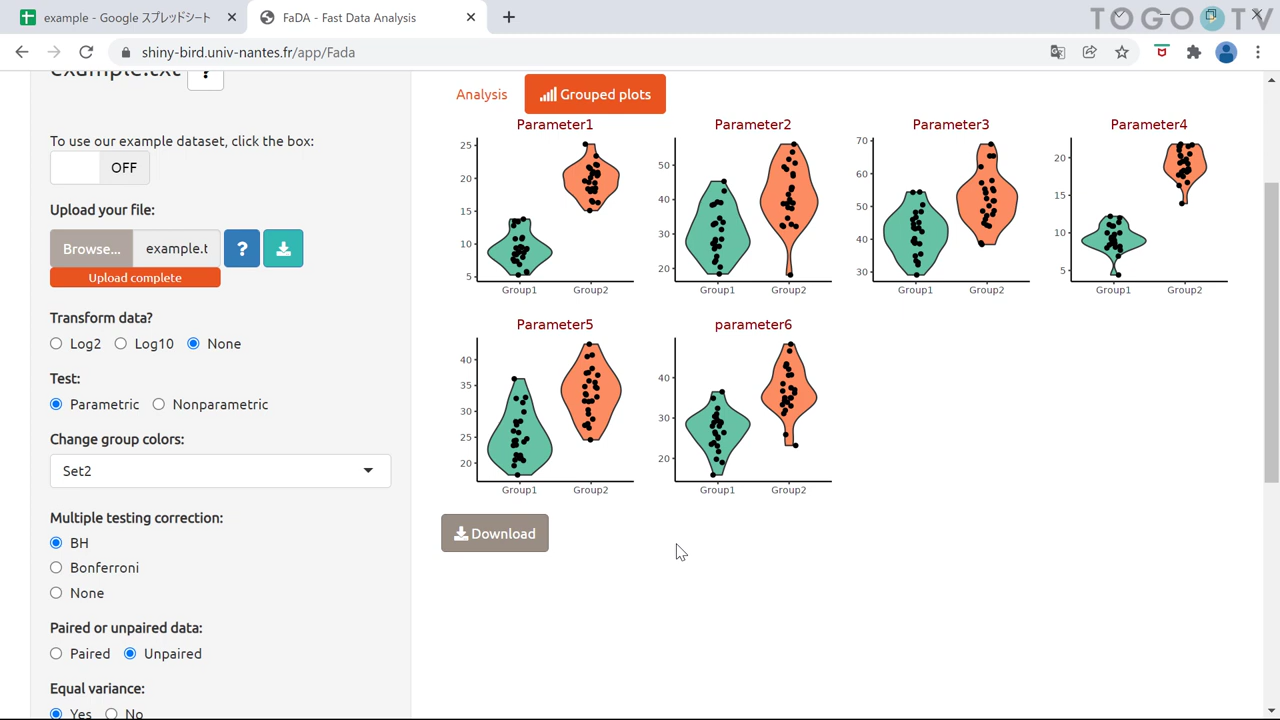 example - Google スプレッドシート
FaDA - Fast Data Analysis
TOGO TV
shiny-bird.univ-nantes.fr/app/Fada
example.txt
?
To use our example dataset, click the box:
OFF
Upload your file:
Browse... example.t ?
Upload complete
Transform data?
Log2 Log10 None
Test:
Parametric Nonparametric
Change group colors:
Set2
Multiple testing correction:
BH
Bonferroni
None
Paired or unpaired data:
Paired Unpaired
Equal variance:
Yes No
Analysis Grouped plots
Parameter1
25
20
15
10
5
Group1 Group2
Parameter2
50
40
30
20
Group1 Group2
Parameter3
70
60
50
40
30
Group1 Group2
Parameter4
20
15
10
5
Group1 Group2
Parameter5
40
35
30
25
20
Group1 Group2
parameter6
40
30
20
Group1 Group2
Download